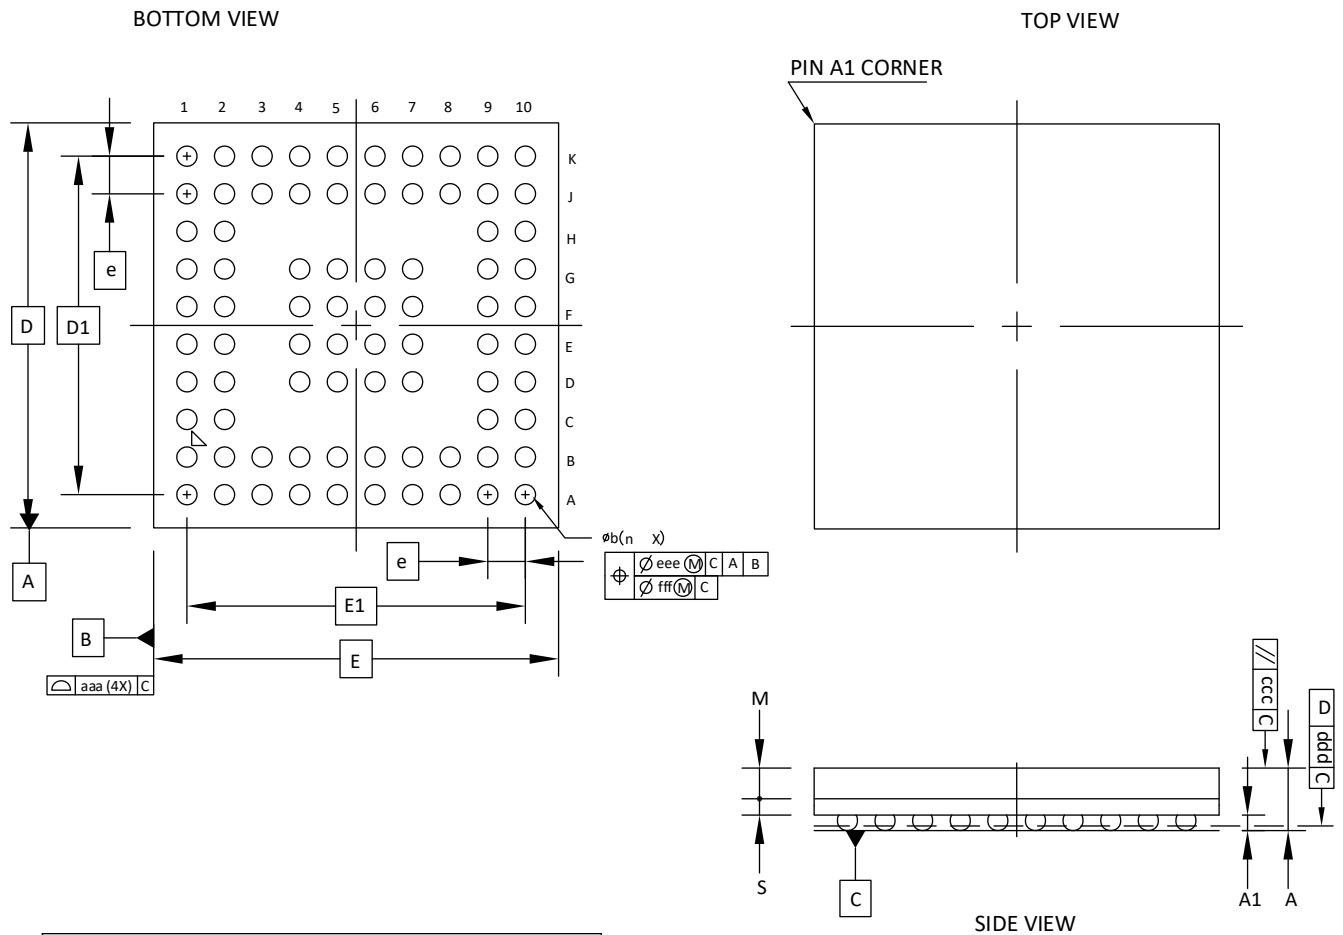 BOTTOM VIEW
TOP VIEW
PIN A1 CORNER
1 2 3 4 5 6 7 8 9 10
K
J
H
G
F
E
D
C
B
A
e
D
D1
A
e
E1
B
E
aaa (4X) C
øb(n X)
⌀ eee Ⓜ C A B
⌀ fff Ⓜ C
M
S
C
// ccc C
D ddd C
A1
A
SIDE VIEW